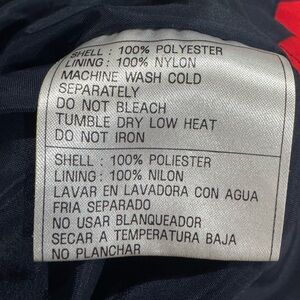 SHELL : 100% POLYESTER
LINING : 100% NYLON
MACHINE WASH COLD
SEPARATELY
DO NOT BLEACH
TUMBLE DRY LOW HEAT
DO NOT IRON
SHELL : 100% POLIESTER
LINING : 100% NILON
LAVAR EN LAVADORA CON AGUA
FRIA SEPARADO
NO USAR BLANQUEADOR
SECAR A TEMPERATURA BAJA
NO PLANCHAR